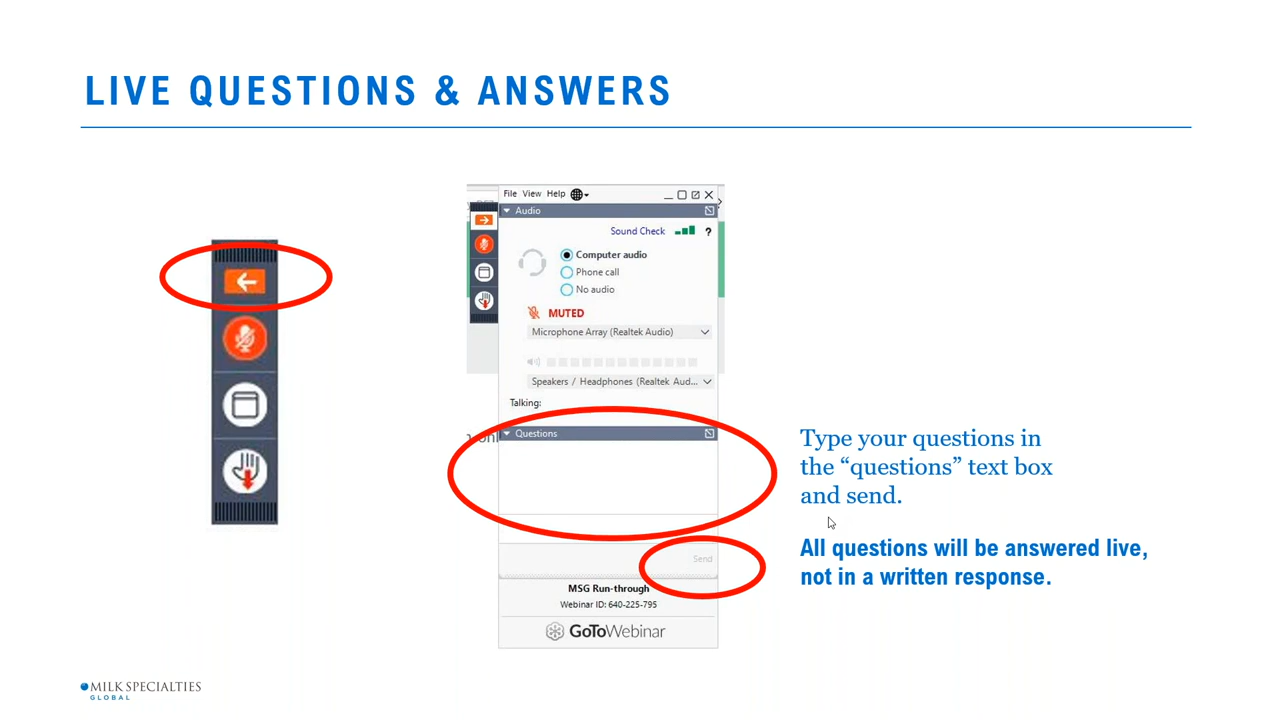 LIVE QUESTIONS & ANSWERS
File View Help
Audio
Sound Check
?
Computer audio
Phone call
No audio
MUTED
Microphone Array (Realtek Audio)
Speakers / Headphones (Realtek Aud...
Talking:
Questions
Send
MSG Run-through
Webinar ID: 640-225-795
GoToWebinar
Type your questions in
the “questions” text box
and send.
All questions will be answered live,
not in a written response.
MILK SPECIALTIES
GLOBAL